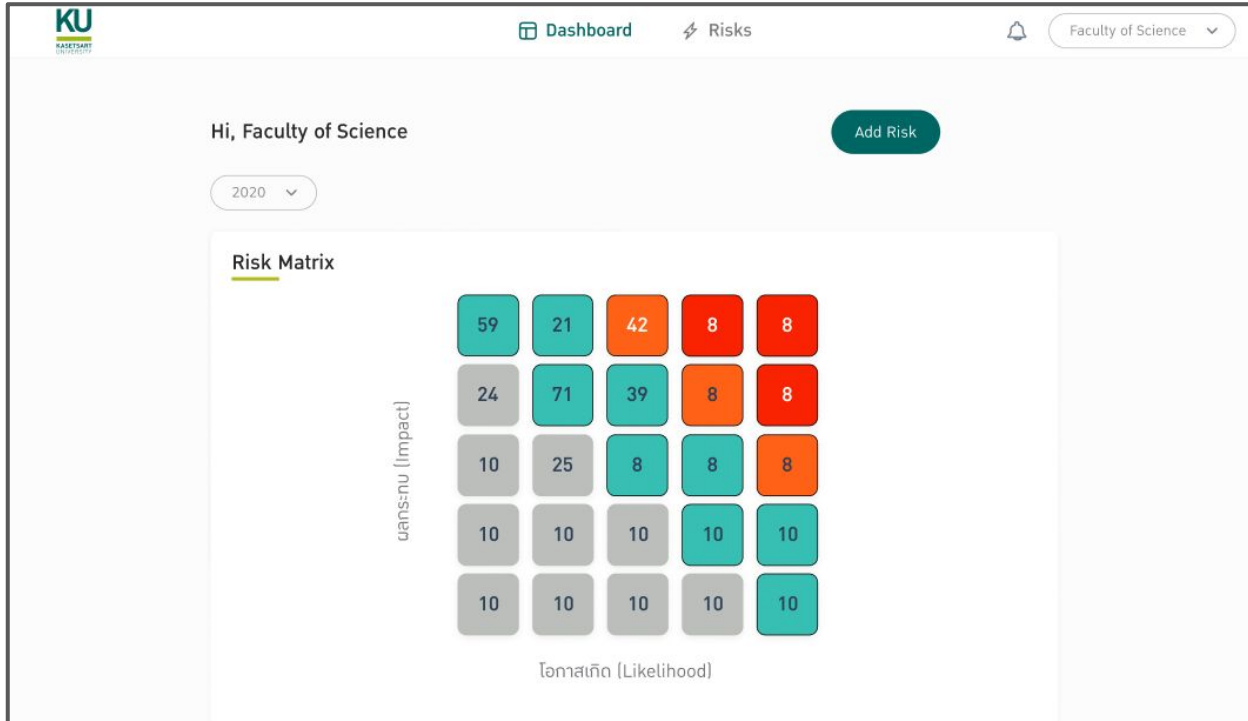 KU
KASETSART
UNIVERSITY
Dashboard
Risks
Faculty of Science
Hi, Faculty of Science
Add Risk
2020
Risk Matrix
59 21 42 8 8
24 71 39 8 8
10 25 8 8 8
10 10 10 10 10
10 10 10 10 10
ผลกระทบ (Impact)
โอกาสเกิด (Likelihood)